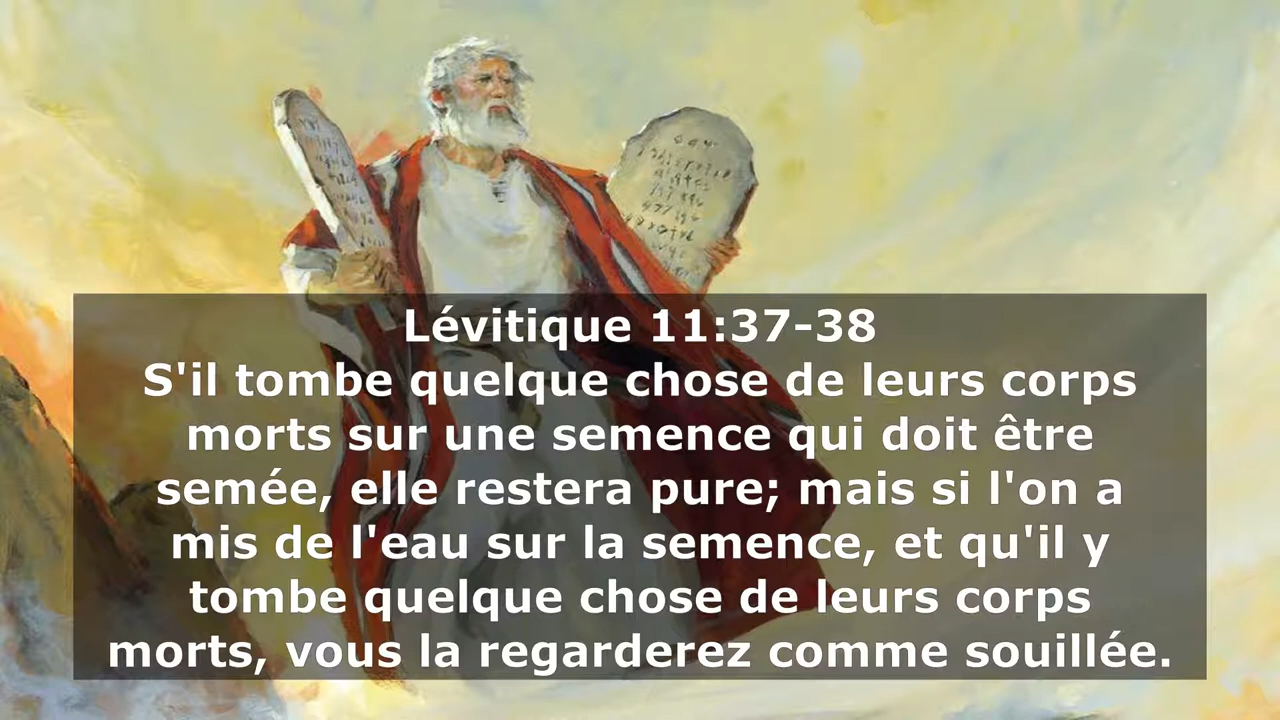 Lévitique 11:37-38
S'il tombe quelque chose de leurs corps
morts sur une semence qui doit être
semée, elle restera pure; mais si l'on a
mis de l'eau sur la semence, et qu'il y
tombe quelque chose de leurs corps
morts, vous la regarderez comme souillée.